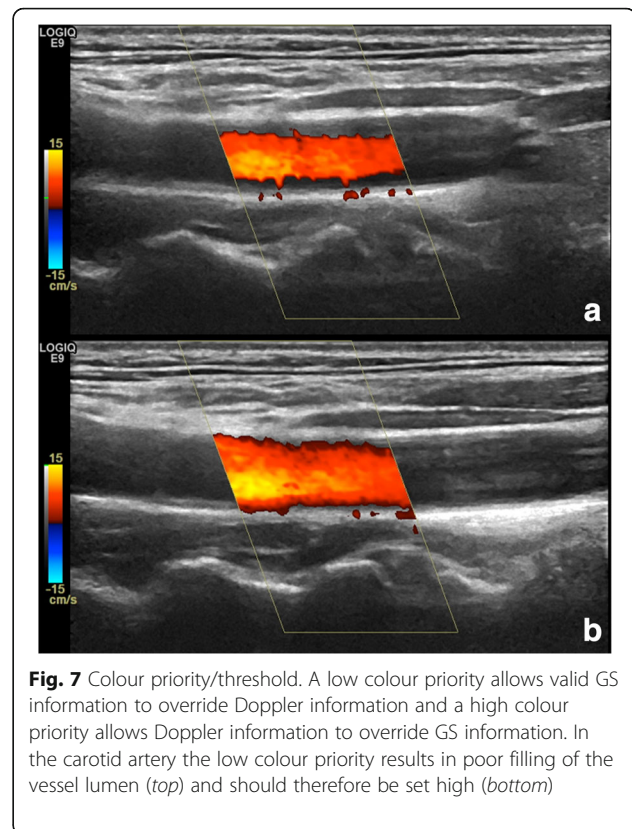 LOGIQ
E9
15
-15
cm/s
a
LOGIQ
E9
15
-15
cm/s
b
Fig. 7 Colour priority/threshold. A low colour priority allows valid GS
information to override Doppler information and a high colour
priority allows Doppler information to override GS information. In
the carotid artery the low colour priority results in poor filling of the
vessel lumen (top) and should therefore be set high (bottom)